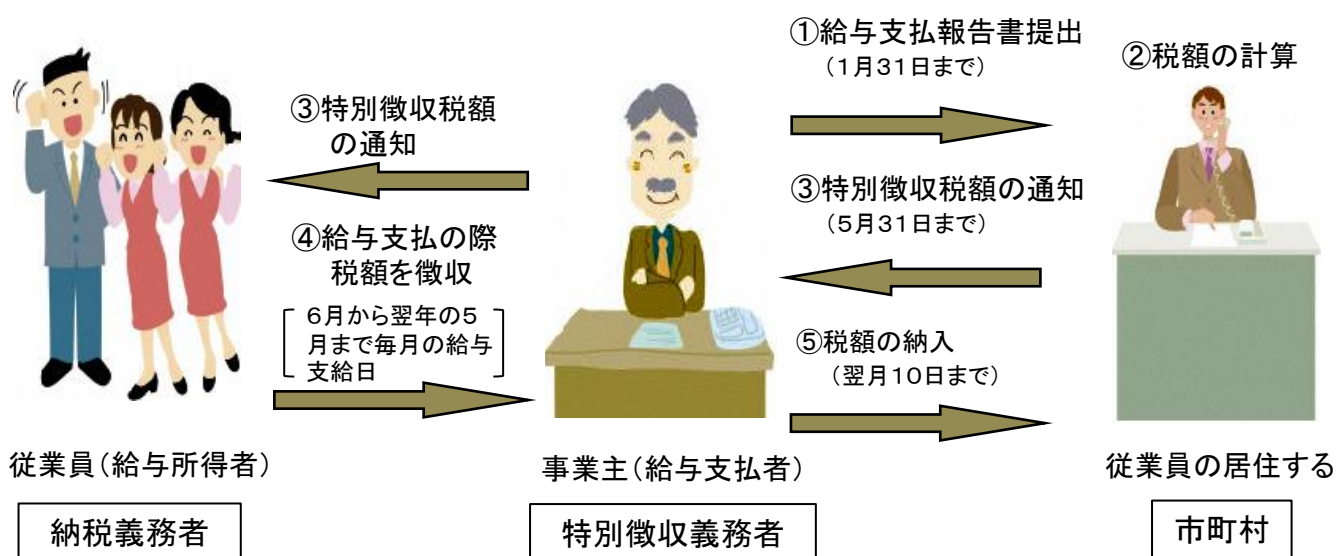 ①給与支払報告書提出
（１月３１日まで）
②税額の計算
③特別徴収税額
の通知
③特別徴収税額の通知
（５月３１日まで）
④給与支払の際
税額を徴収
６月から翌年の５
月まで毎月の給与
支給日
⑤税額の納入
（翌月１０日まで）
従業員（給与所得者）
事業主（給与支払者）
従業員の居住する
納税義務者
特別徴収義務者
市町村